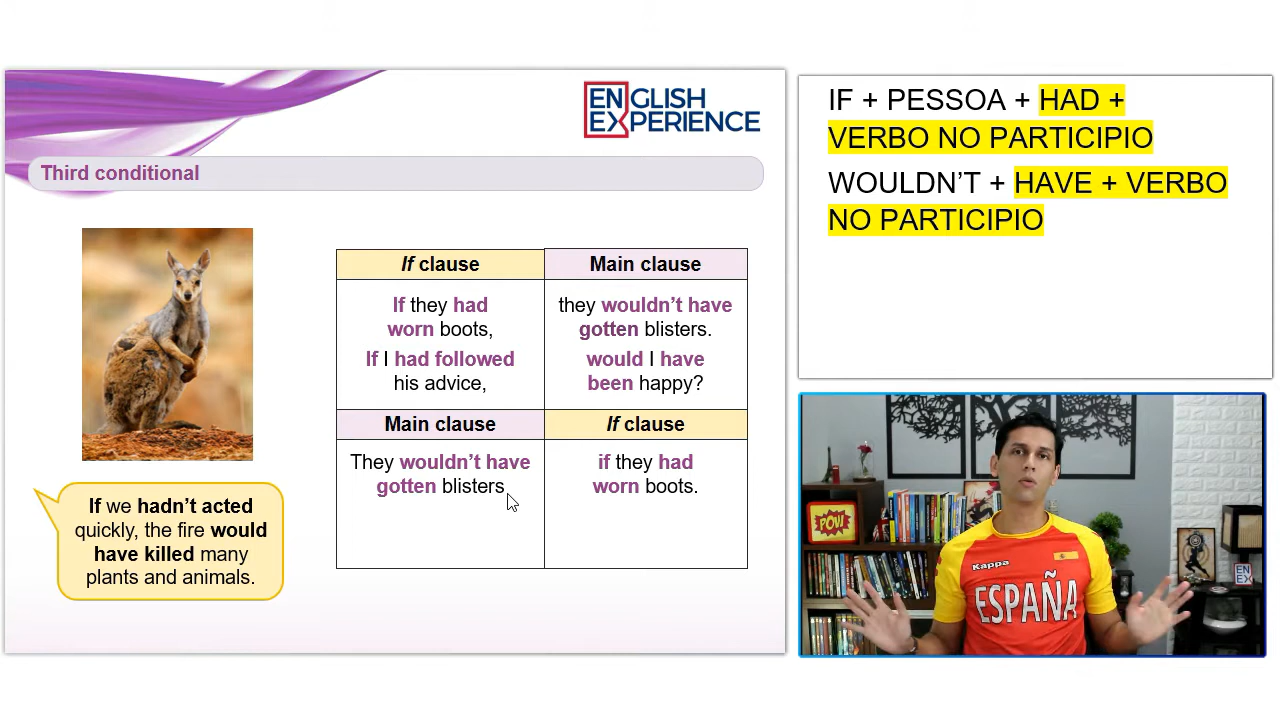 ENGLISH
EXPERIENCE
Third conditional
If clause
Main clause
If they had
worn boots,
they wouldn’t have
gotten blisters.
If I had followed
his advice,
would I have
been happy?
Main clause
If clause
They wouldn’t have
gotten blisters
if they had
worn boots.
If we hadn’t acted
quickly, the fire would
have killed many
plants and animals.
IF + PESSOA + HAD +
VERBO NO PARTICIPIO
WOULDN’T + HAVE + VERBO
NO PARTICIPIO
POW!
Kappa
ESPAÑA
EN
EX